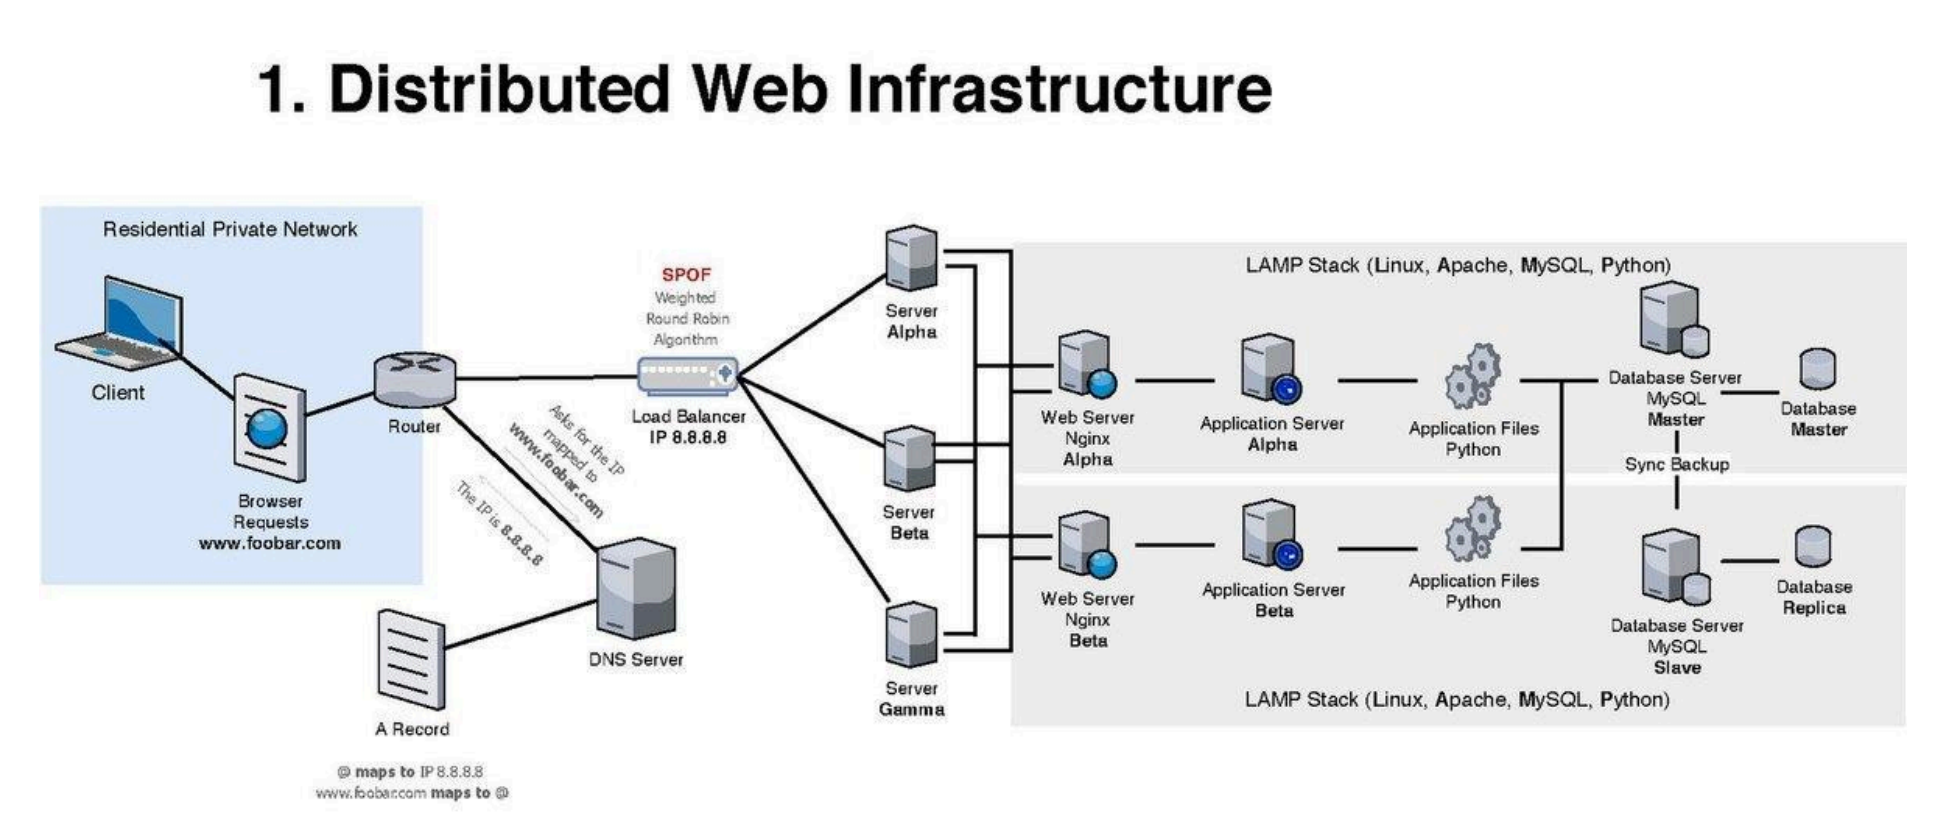 1. Distributed Web Infrastructure
Residential Private Network
Client
Browser
Requests
www.foobar.com
Router
Asks for the IP
mapped to
www.foobar.com
The IP is 8.8.8.8
DNS Server
A Record
@ maps to IP 8.8.8.8
www.foobar.com maps to @
SPOF
Weighted
Round Robin
Algorithm
Load Balancer
IP 8.8.8.8
Server
Alpha
Server
Beta
Server
Gamma
LAMP Stack (Linux, Apache, MySQL, Python)
Web Server
Nginx
Alpha
Application Server
Alpha
Application Files
Python
Database Server
MySQL
Master
Database
Master
Sync Backup
Web Server
Nginx
Beta
Application Server
Beta
Application Files
Python
Database Server
MySQL
Slave
Database
Replica
LAMP Stack (Linux, Apache, MySQL, Python)